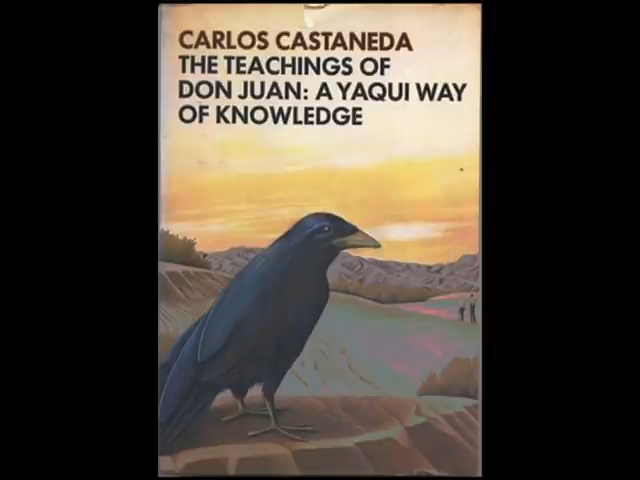 CARLOS CASTANEDA
THE TEACHINGS OF
DON JUAN: A YAQUI WAY
OF KNOWLEDGE